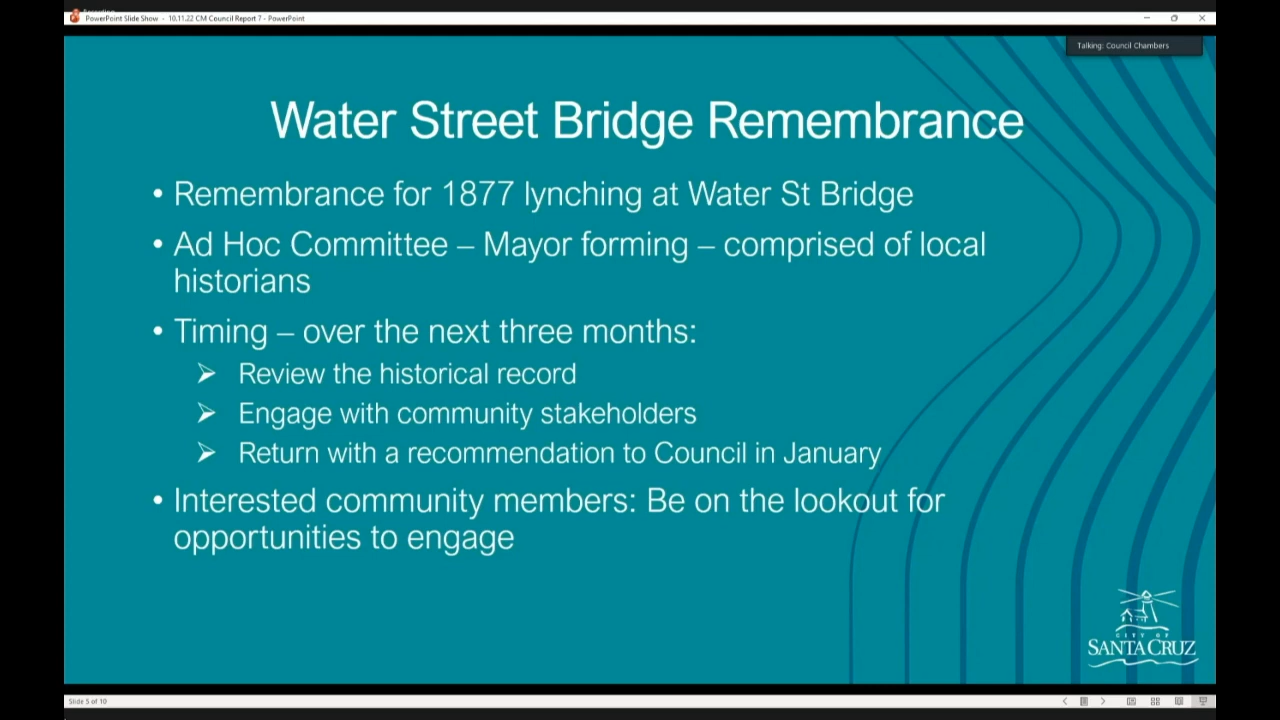 Recording
PowerPoint Slide Show - 10.11.22 CM Council Report 7 - PowerPoint
Talking: Council Chambers
Water Street Bridge Remembrance
• Remembrance for 1877 lynching at Water St Bridge
• Ad Hoc Committee – Mayor forming – comprised of local
historians
• Timing – over the next three months:
➢ Review the historical record
➢ Engage with community stakeholders
➢ Return with a recommendation to Council in January
• Interested community members: Be on the lookout for
opportunities to engage
CITY OF
SANTA CRUZ
Slide 5 of 10